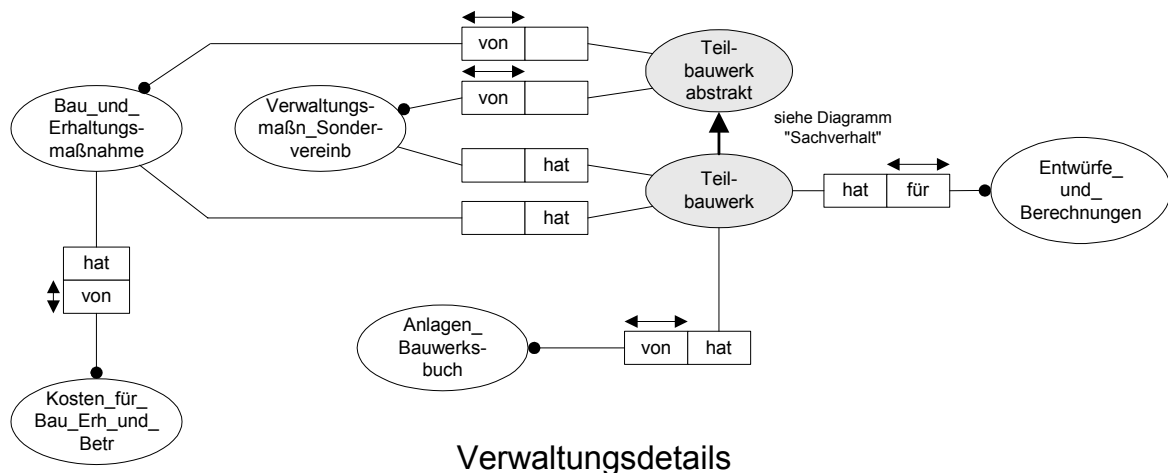 von
Teil-
bauwerk
abstrakt
von
Bau_und_
Erhaltungs-
maßnahme
Verwaltungs-
maßn_Sonder-
vereinb
siehe Diagramm
"Sachverhalt"
hat
Teil-
bauwerk
hat
für
Entwürfe_
und_
Berechnungen
hat
hat
von
Anlagen_
Bauwerks-
buch
von
hat
Kosten_für_
Bau_Erh_und_
Betr
Verwaltungsdetails